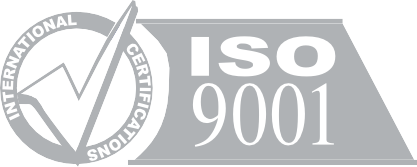 INTERNATIONAL
CERTIFICATIONS
ISO
9001